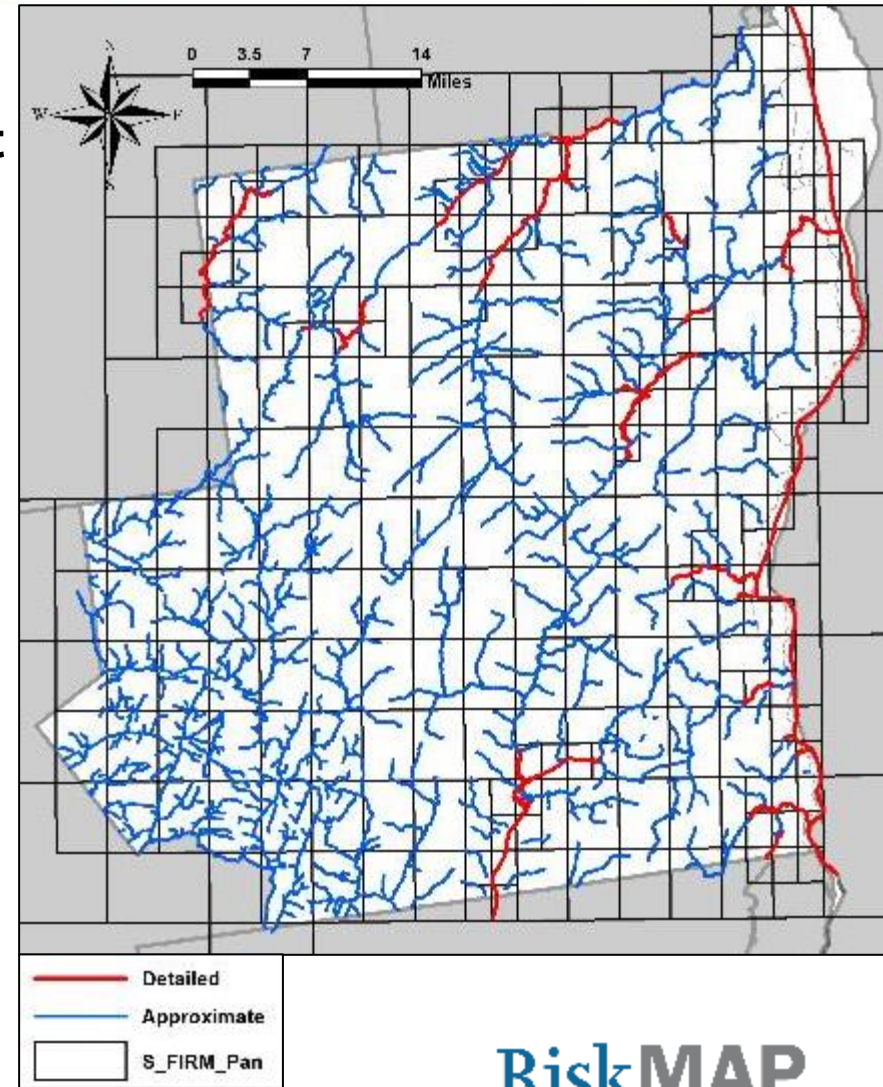 t
N
0 3.5 7 14
Miles
W E
S
Detailed
Approximate
S_FIRM_Pan
RiskMAP